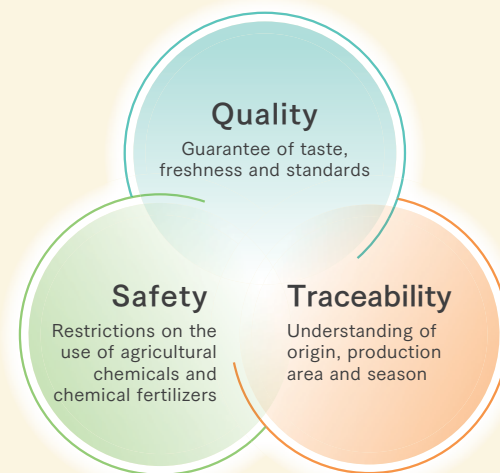 Quality
Guarantee of taste,
freshness and standards
Safety
Restrictions on the
use of agricultural
chemicals and
chemical fertilizers
Traceability
Understanding of
origin, production
area and season